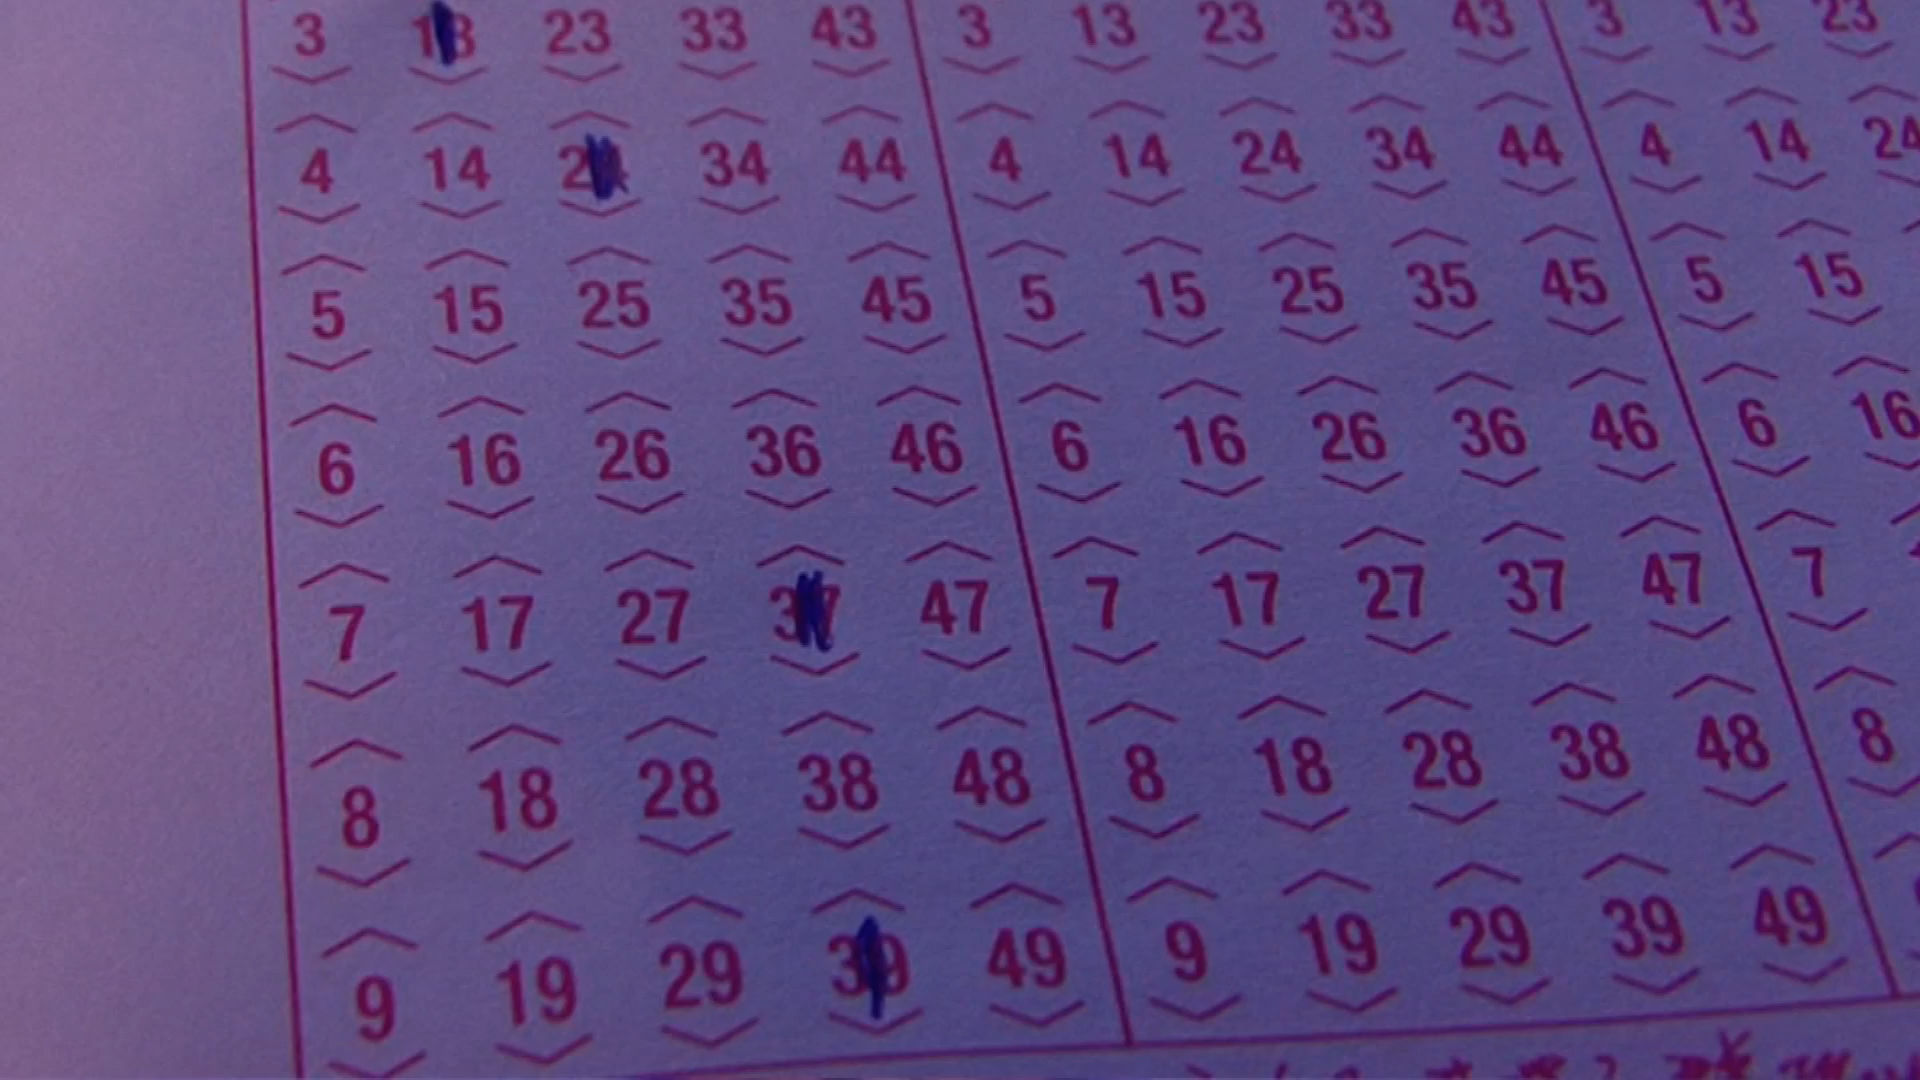 3 13 23 33 43 3 13 23 33 43 3 13 23
4 14 24 34 44 4 14 24 34 44 4 14 24
5 15 25 35 45 5 15 25 35 45 5 15
6 16 26 36 46 6 16 26 36 46 6 16
7 17 27 37 47 7 17 27 37 47 7
8 18 28 38 48 8 18 28 38 48 8
9 19 29 39 49 9 19 29 39 49